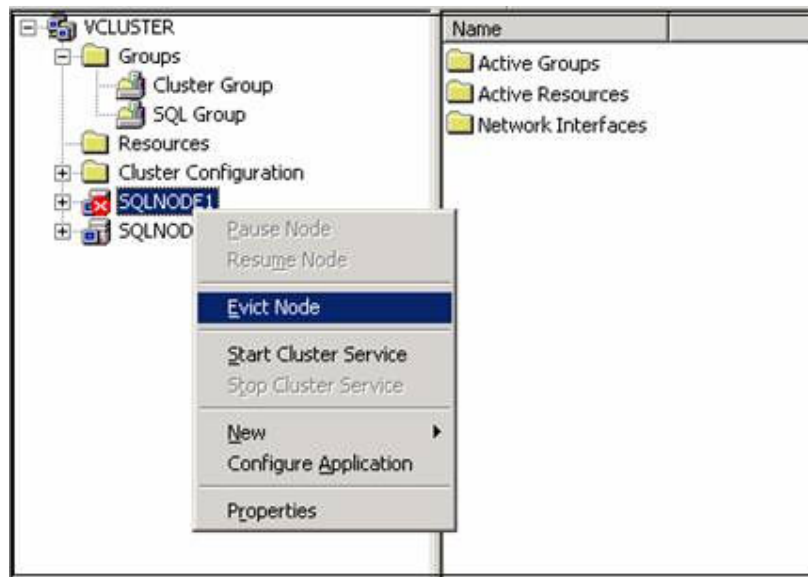 VCLUSTER
Groups
Cluster Group
SQL Group
Resources
Cluster Configuration
SQLNODE1
SQLNOD
Name
Active Groups
Active Resources
Network Interfaces
Pause Node
Resume Node
Evict Node
Start Cluster Service
Stop Cluster Service
New
Configure Application
Properties